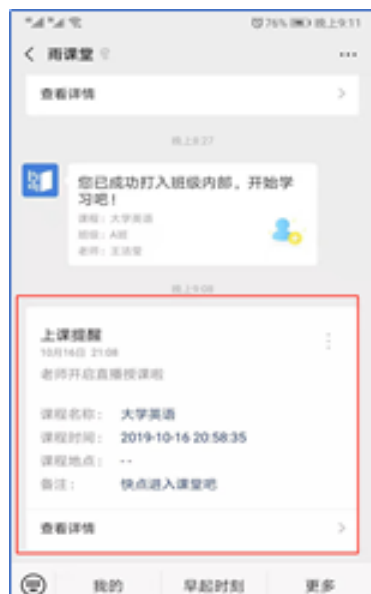 76% 晚上9:11
雨课堂
查看详情
晚上8:27
您已成功打入班级内部，开始学
习吧！
课程：大学英语
班级：A班
晚上9:08
上课提醒
10月16日 21:08
老师开启直播授课啦
课程名称： 大学英语
课程时间： 2019-10-16 20:58:35
课程地点： --
备注： 快点进入课堂吧
查看详情
我的 早起时刻 更多